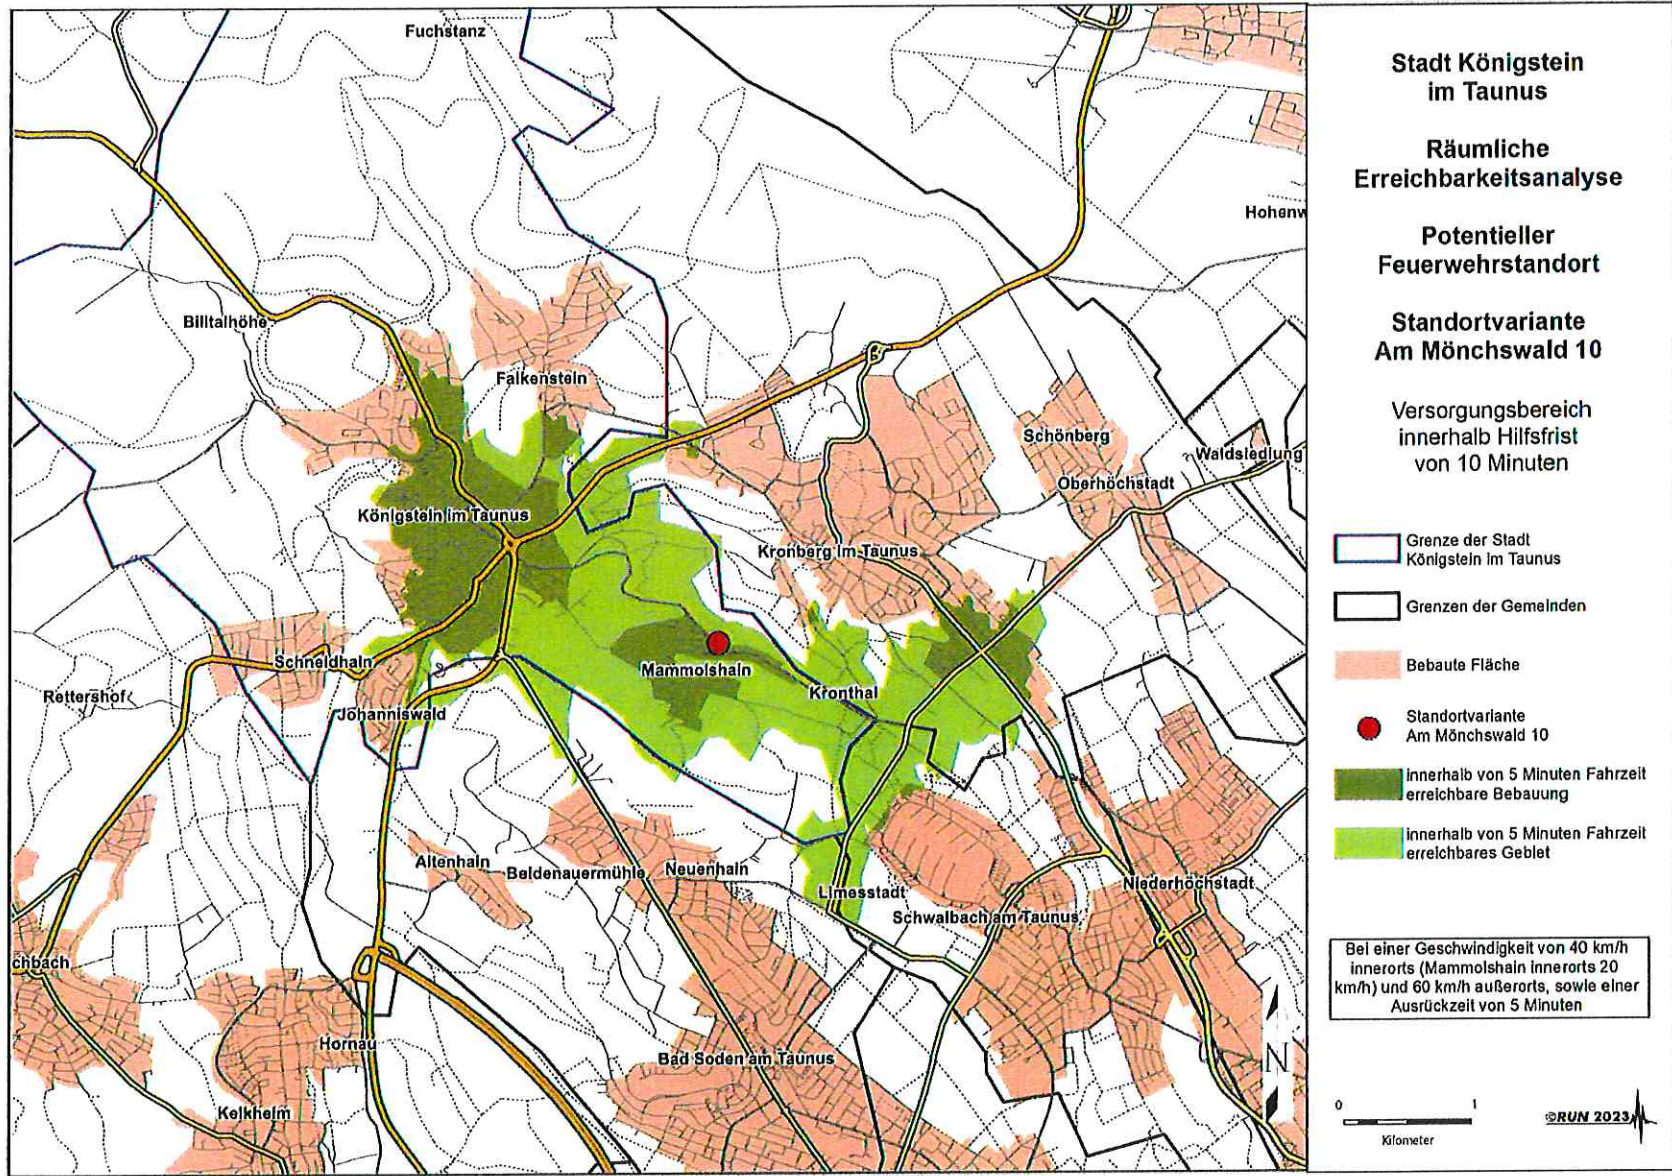 Fuchstanz
Hohenw
Billtalhöhe
Falkenstein
Schönberg
Waldsiedlung
Oberhöchstadt
Königstein im Taunus
Kronberg im Taunus
Schneidhain
Mammolshain
Rettershof
Kronthal
Johanniswald
Altenhain
Beidenauermühle
Neuenhain
Limesstadt
Niederhöchstadt
Schwalbach am Taunus
chbach
Hornau
Bad Soden am Taunus
Kelkheim
N
Stadt Königstein
im Taunus
Räumliche
Erreichbarkeitsanalyse
Potentieller
Feuerwehrstandort
Standortvariante
Am Mönchswald 10
Versorgungsbereich
innerhalb Hilfsfrist
von 10 Minuten
Grenze der Stadt
Königstein im Taunus
Grenzen der Gemeinden
Bebaute Fläche
Standortvariante
Am Mönchswald 10
innerhalb von 5 Minuten Fahrzeit
erreichbare Bebauung
innerhalb von 5 Minuten Fahrzeit
erreichbares Gebiet
Bei einer Geschwindigkeit von 40 km/h
innerorts (Mammolshain innerorts 20
km/h) und 60 km/h außerorts, sowie einer
Ausrückzeit von 5 Minuten
0 1
Kilometer
©RUN 2023